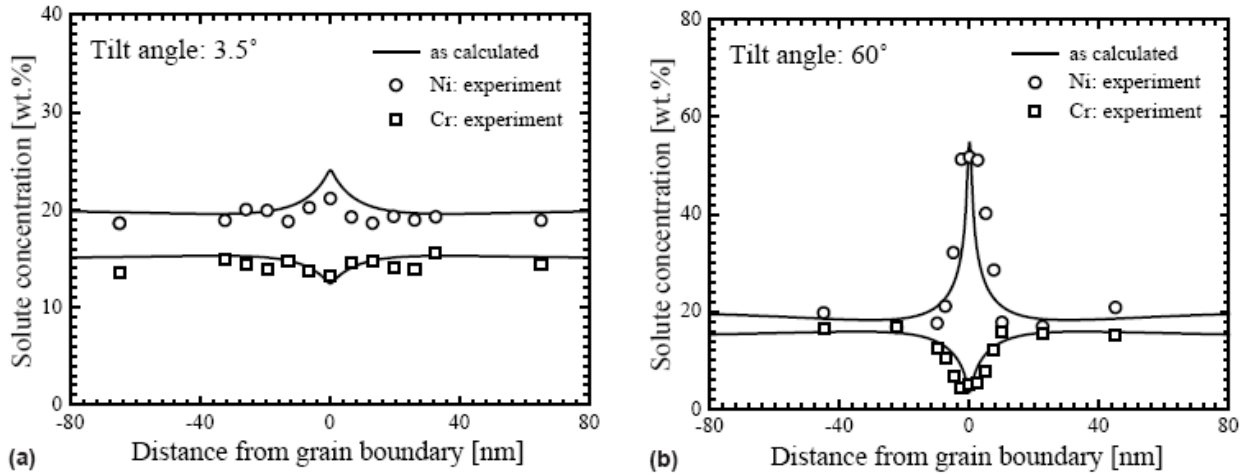 40
30
20
10
0
Solute concentration [wt.%]
Tilt angle: 3.5°
as calculated
Ni: experiment
Cr: experiment
-80
-40
0
40
80
(a)
Distance from grain boundary [nm]
80
60
40
20
0
Solute concentration [wt.%]
Tilt angle: 60°
as calculated
Ni: experiment
Cr: experiment
-80
-40
0
40
80
(b)
Distance from grain boundary [nm]